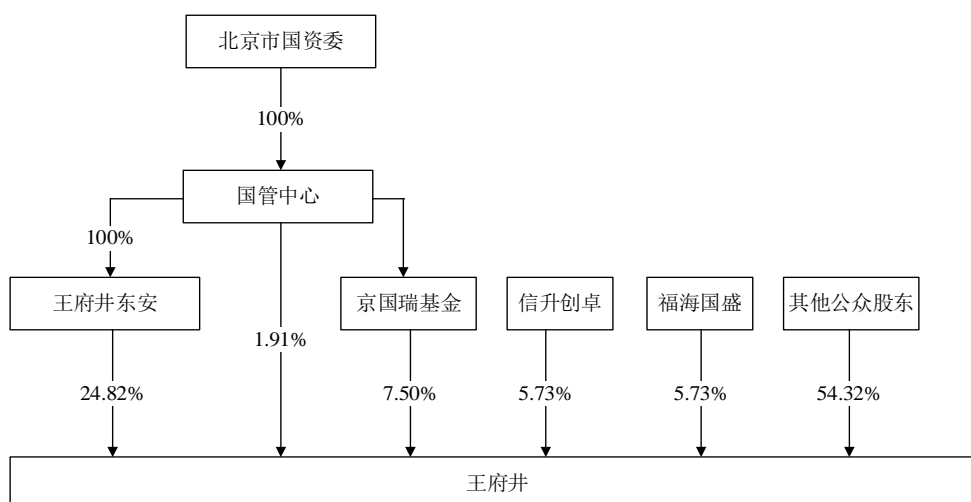 北京市国资委
100%
国管中心
100%
王府井东安
京国瑞基金
信升创卓
福海国盛
其他公众股东
1.91%
24.82%
7.50%
5.73%
5.73%
54.32%
王府井